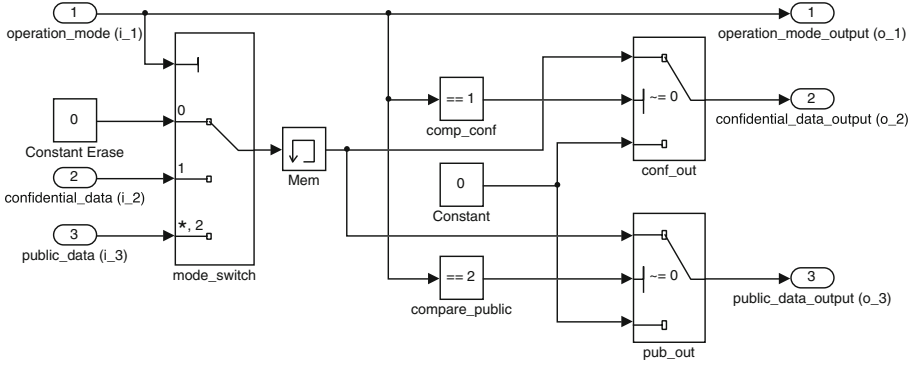 1
operation_mode (i_1)
1
operation_mode_output (o_1)
0
Constant Erase
0
1
*, 2
mode_switch
2
confidential_data (i_2)
3
public_data (i_3)
Mem
== 1
comp_conf
0
Constant
== 2
compare_public
~= 0
conf_out
2
confidential_data_output (o_2)
~= 0
pub_out
3
public_data_output (o_3)